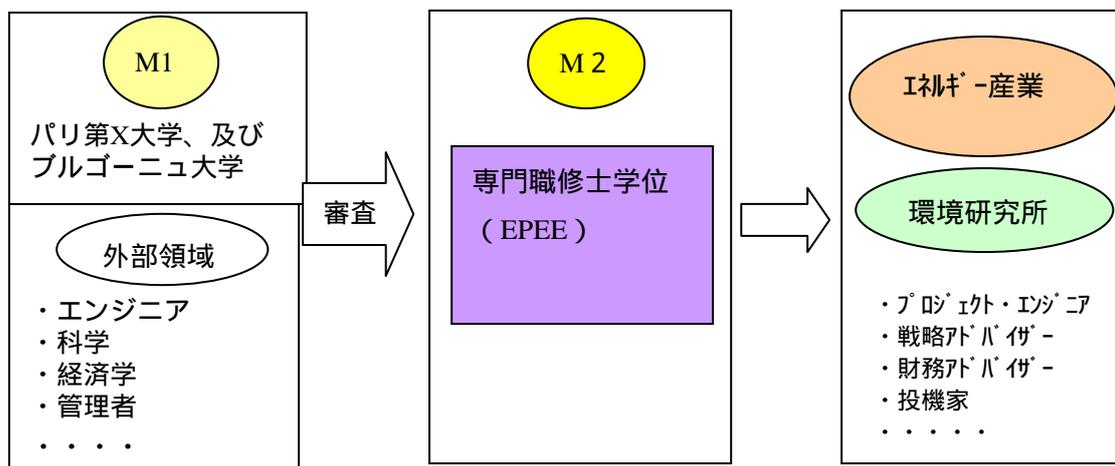 M1
パリ第X大学、及び
ブルゴーニュ大学
外部領域
・エンジニア
・科学
・経済学
・管理者
・・・・
審査
M２
専門職修士学位
（EPEE）
ｴﾈﾙｷﾞｰ産業
環境研究所
・ﾌﾟﾛｼﾞｪｸﾄ・ｴﾝｼﾞﾆｱ
・戦略ｱﾄﾞﾊﾞｲｻﾞｰ
・財務ｱﾄﾞﾊﾞｲｻﾞｰ
・投機家
・・・・・